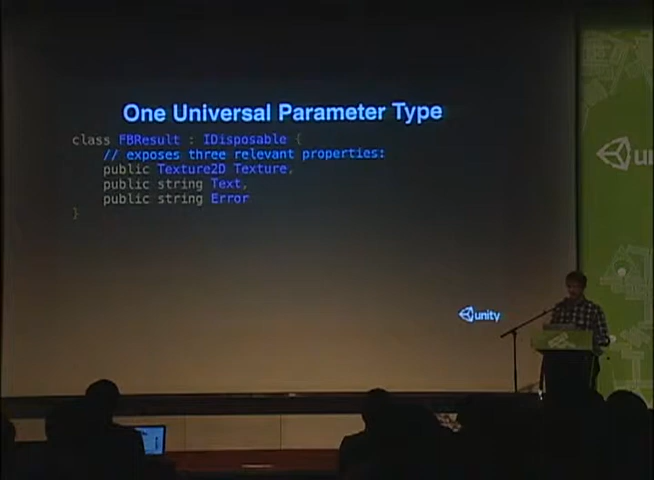 One Universal Parameter Type
class FBResult : IDisposable {
// exposes three relevant properties:
public Texture2D Texture,
public string Text,
public string Error
}
unity
un